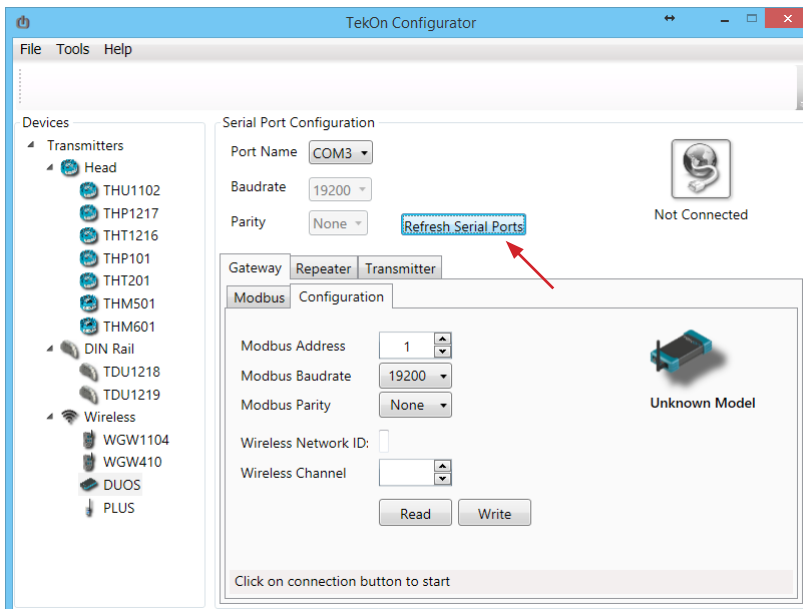 TekOn Configurator
File Tools Help
Devices
Transmitters
Head
THU1102
THP1217
THT1216
THP101
THT201
THM501
THM601
DIN Rail
TDU1218
TDU1219
Wireless
WGW1104
WGW410
DUOS
PLUS
Serial Port Configuration
Port Name COM3
Baudrate 19200
Parity None Refresh Serial Ports
Not Connected
Gateway Repeater Transmitter
Modbus Configuration
Modbus Address 1
Modbus Baudrate 19200
Modbus Parity None
Unknown Model
Wireless Network ID:
Wireless Channel
Read Write
Click on connection button to start